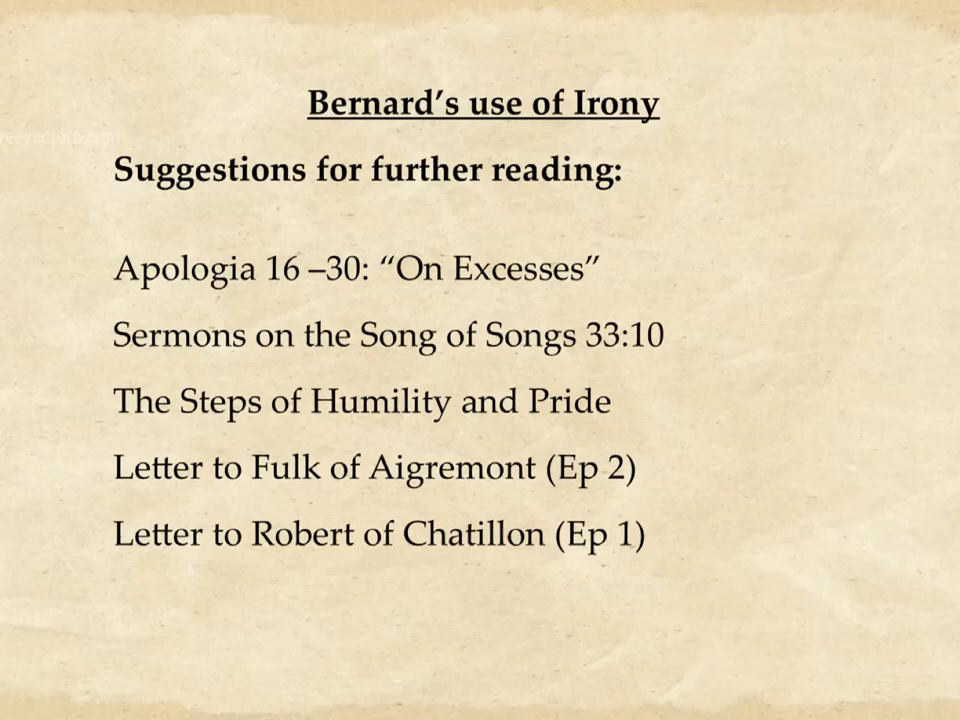 Bernard’s use of Irony
Suggestions for further reading:
Apologia 16 –30: “On Excesses”
Sermons on the Song of Songs 33:10
The Steps of Humility and Pride
Letter to Fulk of Aigremont (Ep 2)
Letter to Robert of Chatillon (Ep 1)